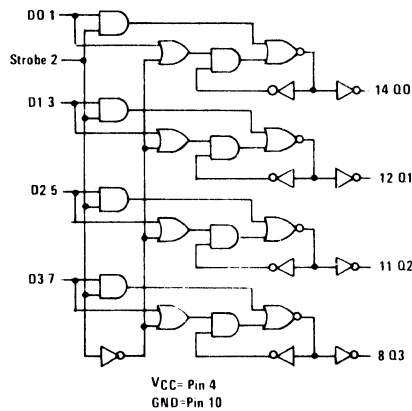 D0 1
Strobe 2
14 Q0
D1 3
12 Q1
D2 5
11 Q2
D3 7
8 Q3
VCC= Pin 4
GND=Pin 10